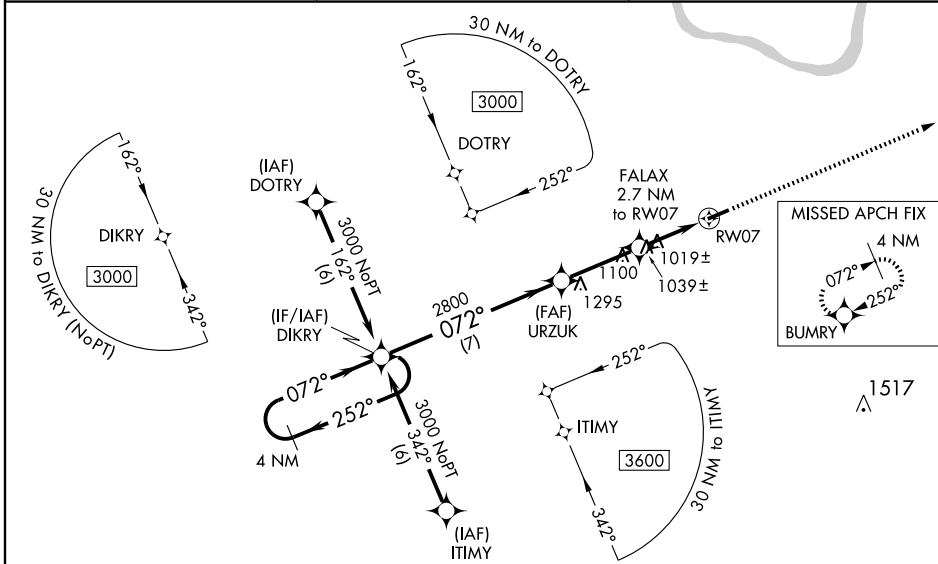 30 NM to DOTRY
162°
3000
DOTRY
252°
162°
DIKRY
3000
342°
30 NM to DIKRY (NoPT)
(IAF)
DOTRY
3000 NoPT
162°
(6)
FALAX
2.7 NM
to RW07
RW07
1100
1019±
1039±
MISSED APCH FIX
4 NM
072°
252°
BUMRY
(IF/IAF)
DIKRY
2800
072°
(7)
(FAF)
URZUK
1295
072°
252°
4 NM
3000 NoPT
342°
(6)
(IAF)
ITIMY
252°
ITIMY
3600
342°
30 NM to ITIMY
1517